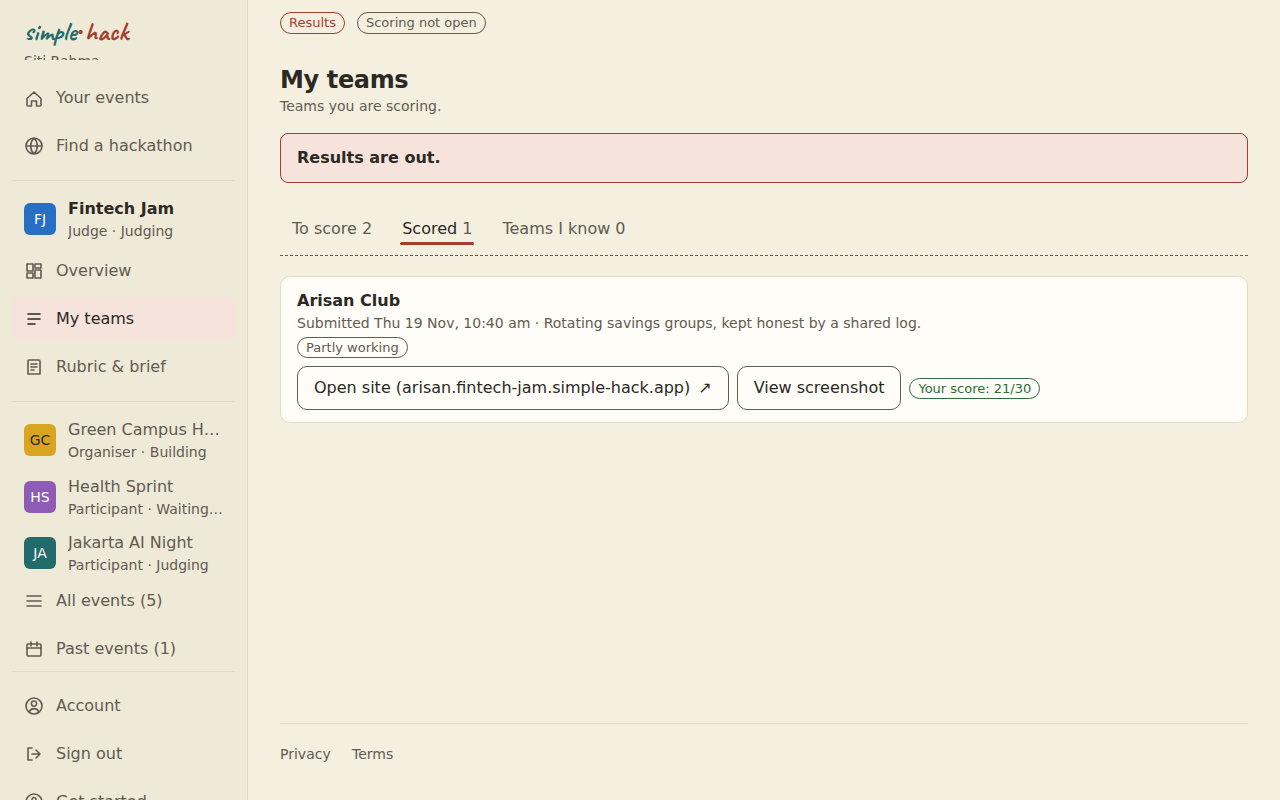 simple·hack
Siti Rahma
Your events
Find a hackathon
FJ
Fintech Jam
Judge · Judging
Overview
My teams
Rubric & brief
GC
Green Campus H...
Organiser · Building
HS
Health Sprint
Participant · Waiting...
JA
Jakarta AI Night
Participant · Judging
All events (5)
Past events (1)
Account
Sign out
Get started
Results
Scoring not open
My teams
Teams you are scoring.
Results are out.
To score 2
Scored 1
Teams I know 0
Arisan Club
Submitted Thu 19 Nov, 10:40 am · Rotating savings groups, kept honest by a shared log.
Partly working
Open site (arisan.fintech-jam.simple-hack.app) ↗
View screenshot
Your score: 21/30
Privacy
Terms